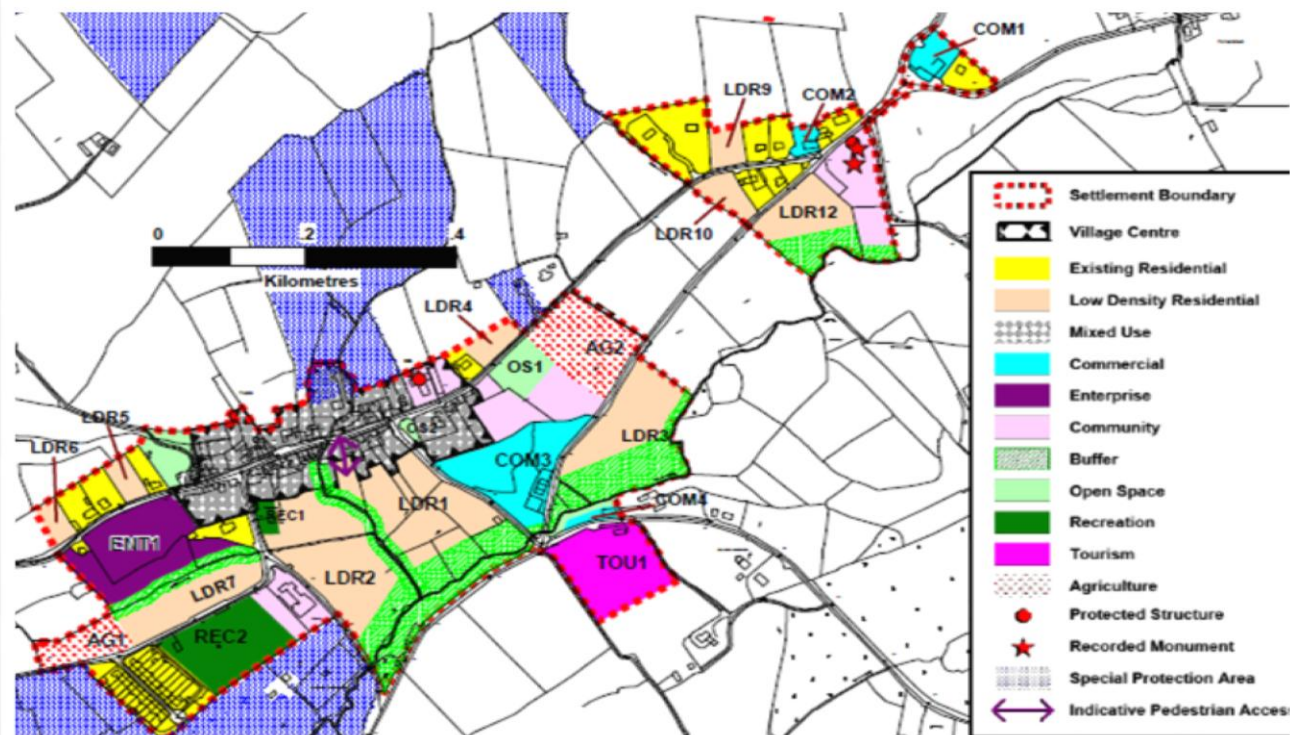 COM1
LDR9
COM2
LDR10
LDR12
0 .2 .4
Kilometres
LDR4
OS1
AG2
LDR5
LDR6
OS2
LDR3
COM3
LDR1
COM4
REC1
ENT1
TOU1
LDR2
LDR7
REC2
AG1
Settlement Boundary
Village Centre
Existing Residential
Low Density Residential
Mixed Use
Commercial
Enterprise
Community
Buffer
Open Space
Recreation
Tourism
Agriculture
Protected Structure
Recorded Monument
Special Protection Area
Indicative Pedestrian Access